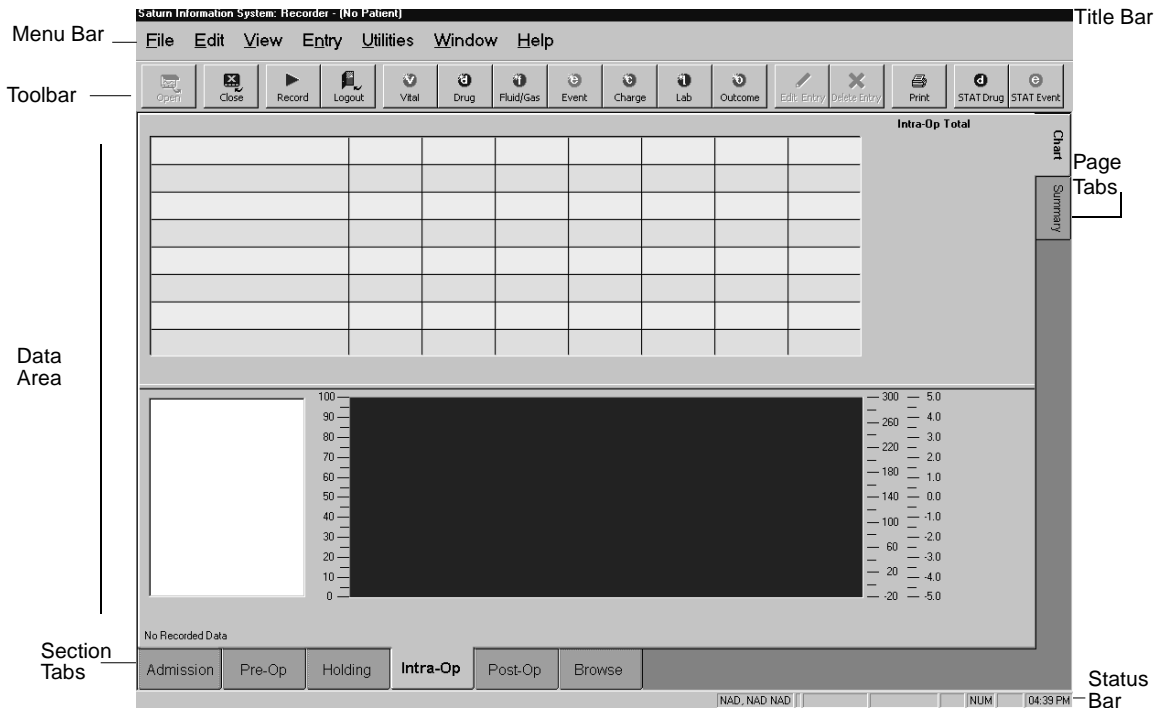 Saturn Information System: Recorder - (No Patient)
Title Bar
Menu Bar
File Edit View Entry Utilities Window Help
Toolbar
Open Close Record Logout Vital Drug Fluid/Gas Event Charge Lab Outcome Edit Entry Delete Entry Print STAT Drug STAT Event
Intra-Op Total
Chart
Summary
Page
Tabs
Data
Area
100
90
80
70
60
50
40
30
20
10
0
300 5.0
260 4.0
220 3.0
180 2.0
140 1.0
100 0.0
60 -1.0
20 -2.0
-20 -3.0
-4.0
-5.0
No Recorded Data
Section
Tabs
Admission Pre-Op Holding Intra-Op Post-Op Browse
Status
Bar
NAD, NAD NAD NUM 04:39 PM